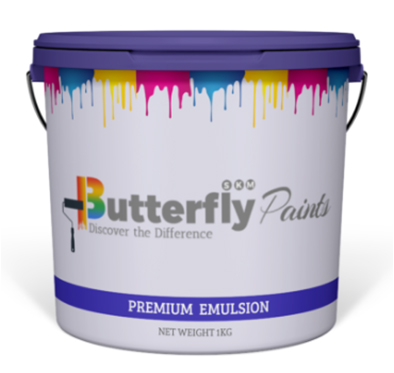 SKM
Butterfly Paints
Discover the Difference
PREMIUM EMULSION
NET WEIGHT 1KG